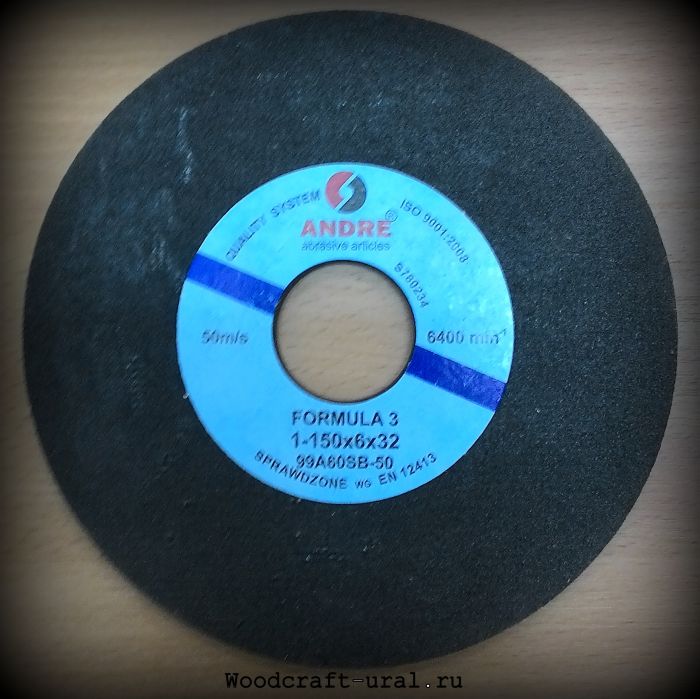 QUALITY SYSTEM
ISO 9001:2008
ANDRE®
abrasive articles
S780234
50m/s
6400 min-1
FORMULA 3
1-150x6x32
99A60SB-50
SPRAWDZONE WG EN 12413
Woodcraft-ural.ru